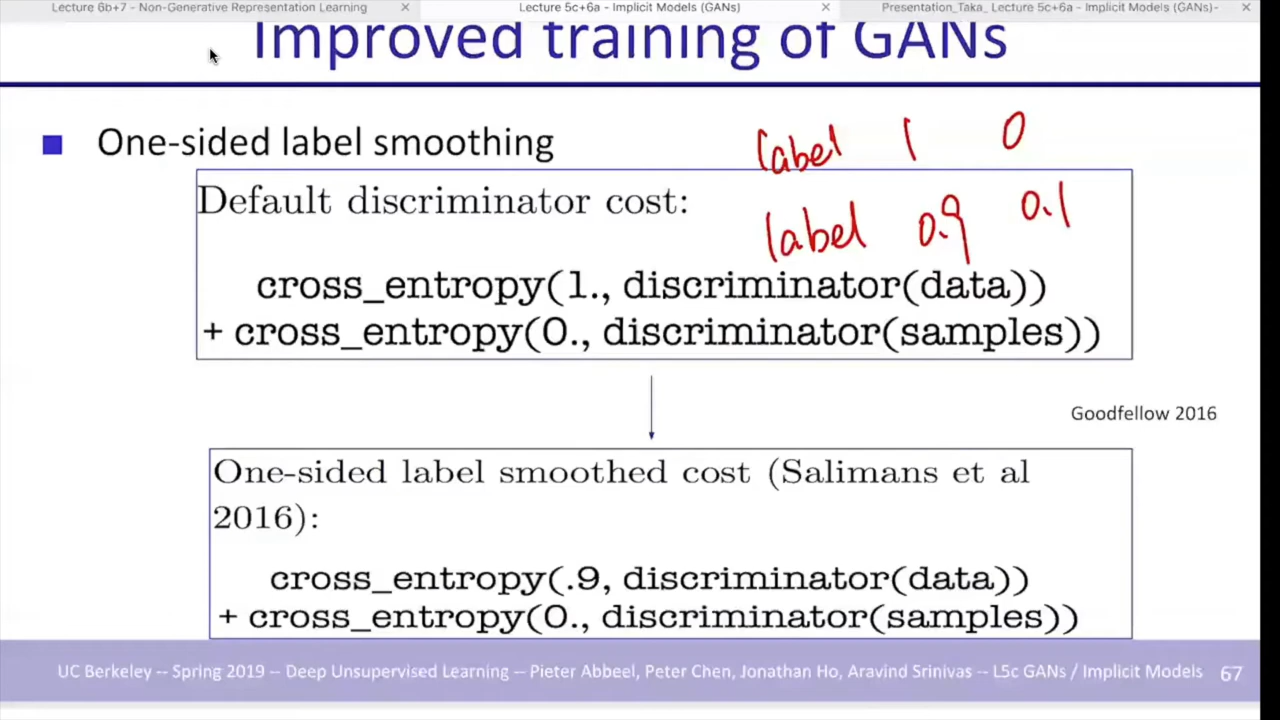 Lecture 6b+7 - Non-Generative Representation Learning × Lecture 5c+6a - Implicit Models (GANs) × Presentation_Taka_ Lecture 5c+6a - Implicit Models (GANs)- ×
Improved training of GANs
One-sided label smoothing
label 1 0
Default discriminator cost:
label 0.9 0.1
cross_entropy(1., discriminator(data))
+ cross_entropy(0., discriminator(samples))
Goodfellow 2016
One-sided label smoothed cost (Salimans et al
2016):
cross_entropy(.9, discriminator(data))
+ cross_entropy(0., discriminator(samples))
UC Berkeley -- Spring 2019 -- Deep Unsupervised Learning -- Pieter Abbeel, Peter Chen, Jonathan Ho, Aravind Srinivas -- L5c GANs / Implicit Models 67